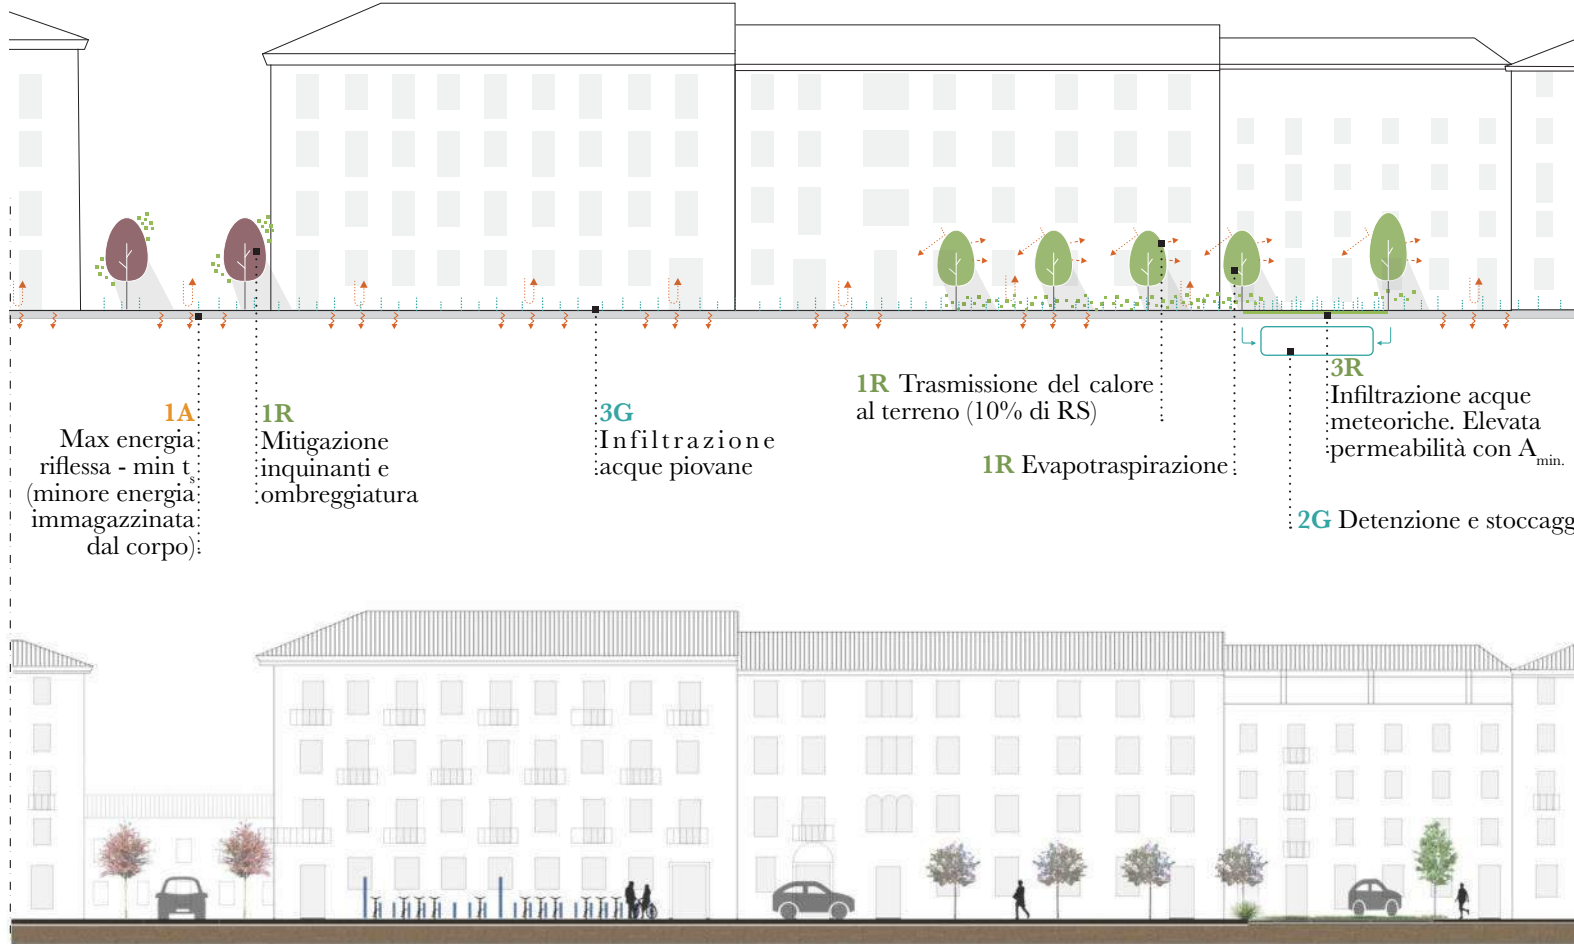 1A
Max energia
riflessa - min ts
(minore energia
immagazzinata
dal corpo)
1R
Mitigazione
inquinanti e
ombreggiatura
3G
Infiltrazione
acque piovane
1R Trasmissione del calore
al terreno (10% di RS)
1R Evapotraspirazione
3R
Infiltrazione acque
meteoriche. Elevata
permeabilità con Amin.
2G Detenzione e stoccagg